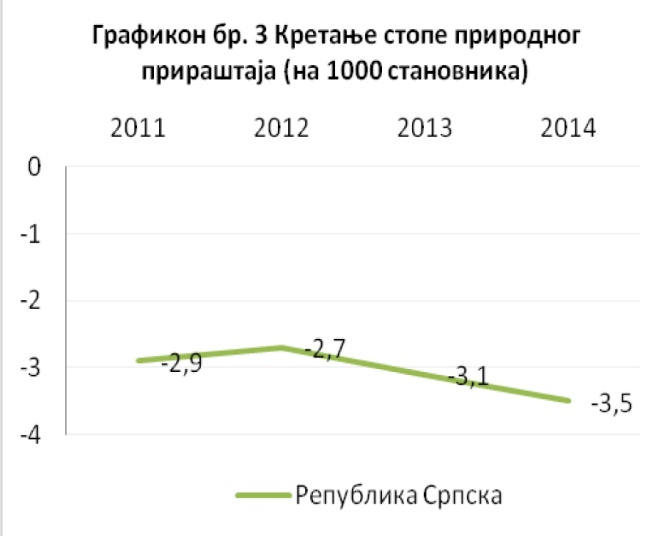 Графикон бр. 3 Кретање стопе природног
прираштаја (на 1000 становника)
2011 2012 2013 2014
0
-1
-2
-3
-4
-2,9
-2,7
-3,1
-3,5
Република Српска